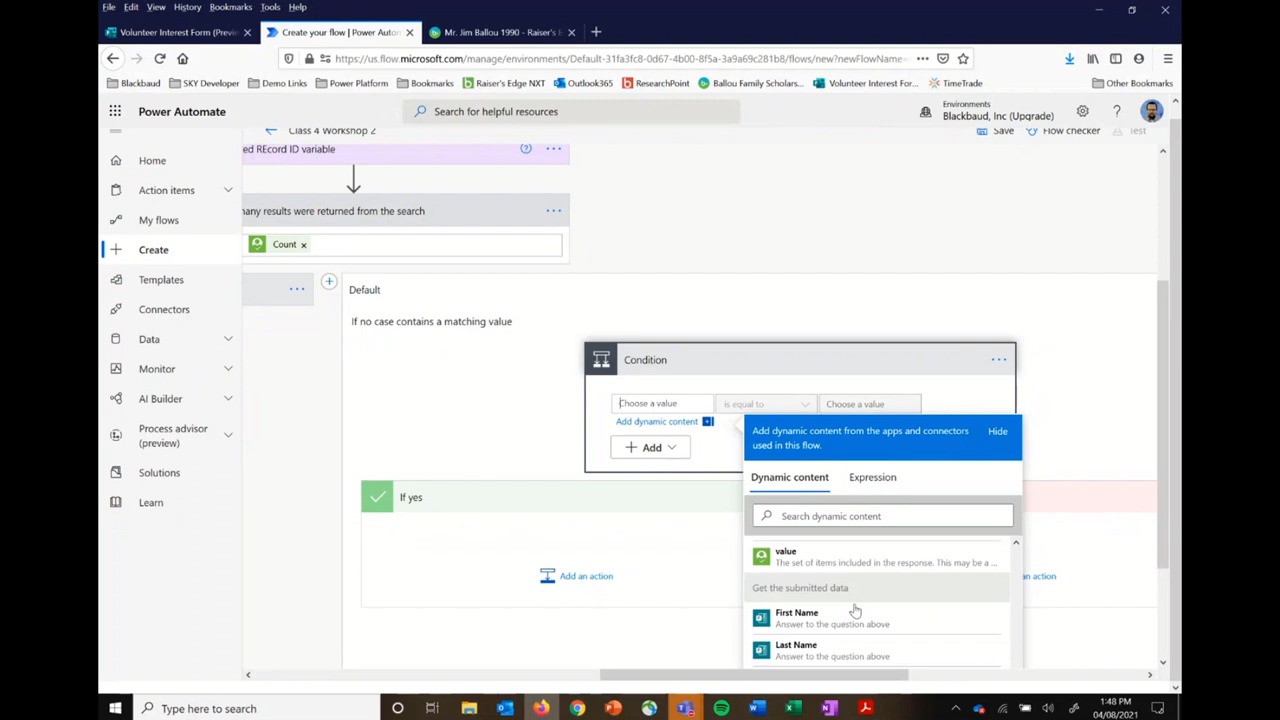 File Edit View History Bookmarks Tools Help
Volunteer Interest Form (Preview)
Create your flow | Power Auto
Mr. Jim Ballou 1990 - Raiser's E
https://us.flow.microsoft.com/manage/environments/Default-31fa3fc8-0d67-4b00-8f5a-3a9a69c281b8/flows/new?newFlowName=
Blackbaud SKY Developer Demo Links Power Platform Bookmarks Raiser's Edge NXT Outlook365 ResearchPoint Ballou Family Scholars... Volunteer Interest For... TimeTrade Other Bookmarks
Power Automate
Search for helpful resources
Environments
Blackbaud, Inc (Upgrade)
Class 4 Workshop 2
Save Flow checker Test
Home
Action items
My flows
Create
Templates
Connectors
Data
Monitor
AI Builder
Process advisor
(preview)
Solutions
Learn
ed REcord ID variable
many results were returned from the search
Count x
Default
If no case contains a matching value
Condition
Choose a value is equal to Choose a value
Add dynamic content
Add
If yes
Add an action
an action
Add dynamic content from the apps and connectors
used in this flow.
Hide
Dynamic content Expression
Search dynamic content
value
The set of items included in the response. This may be a ...
Get the submitted data
First Name
Answer to the question above
Last Name
Answer to the question above
Type here to search
1:48 PM
04/08/2021